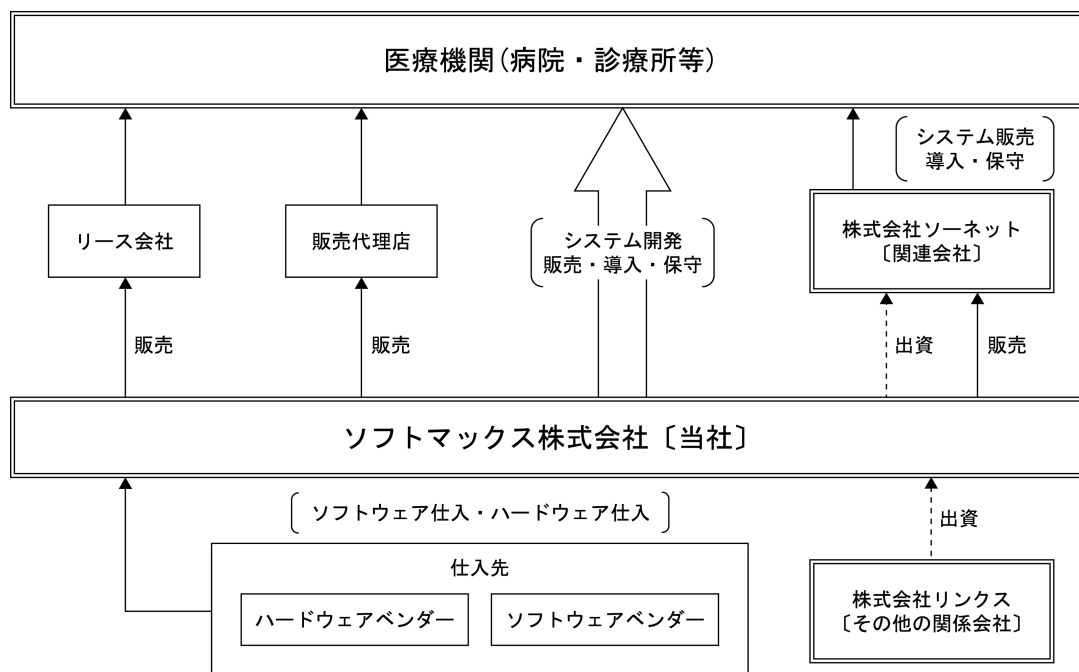 医療機関(病院・診療所等)
システム販売
導入・保守
リース会社
販売代理店
システム開発
販売・導入・保守
株式会社ソーネット
〔関連会社〕
販売
販売
出資
販売
ソフトマックス株式会社〔当社〕
ソフトウェア仕入・ハードウェア仕入
出資
仕入先
ハードウェアベンダー
ソフトウェアベンダー
株式会社リンクス
〔その他の関係会社〕